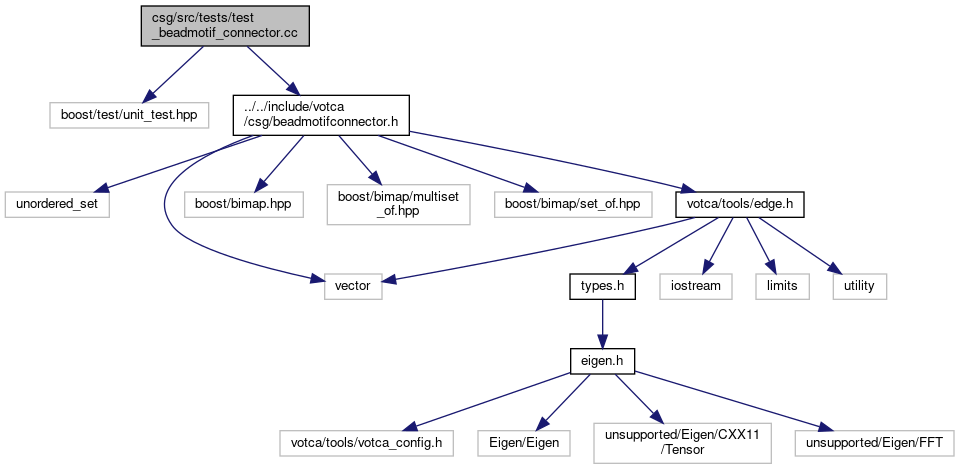 csg/src/tests/test
_beadmotif_connector.cc
boost/test/unit_test.hpp
../../include/votca
/csg/beadmotifconnector.h
unordered_set
boost/bimap.hpp
boost/bimap/multiset
_of.hpp
boost/bimap/set_of.hpp
votca/tools/edge.h
vector
types.h
iostream
limits
utility
eigen.h
votca/tools/votca_config.h
Eigen/Eigen
unsupported/Eigen/CXX11
/Tensor
unsupported/Eigen/FFT